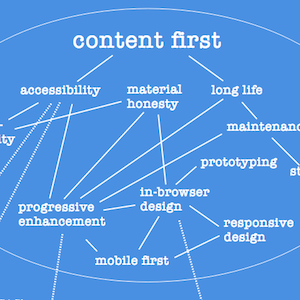 content first
accessibility
material
honesty
long life
ity
maintenanc
prototyping
st
progressive
enhancement
in-browser
design
responsive
design
mobile first